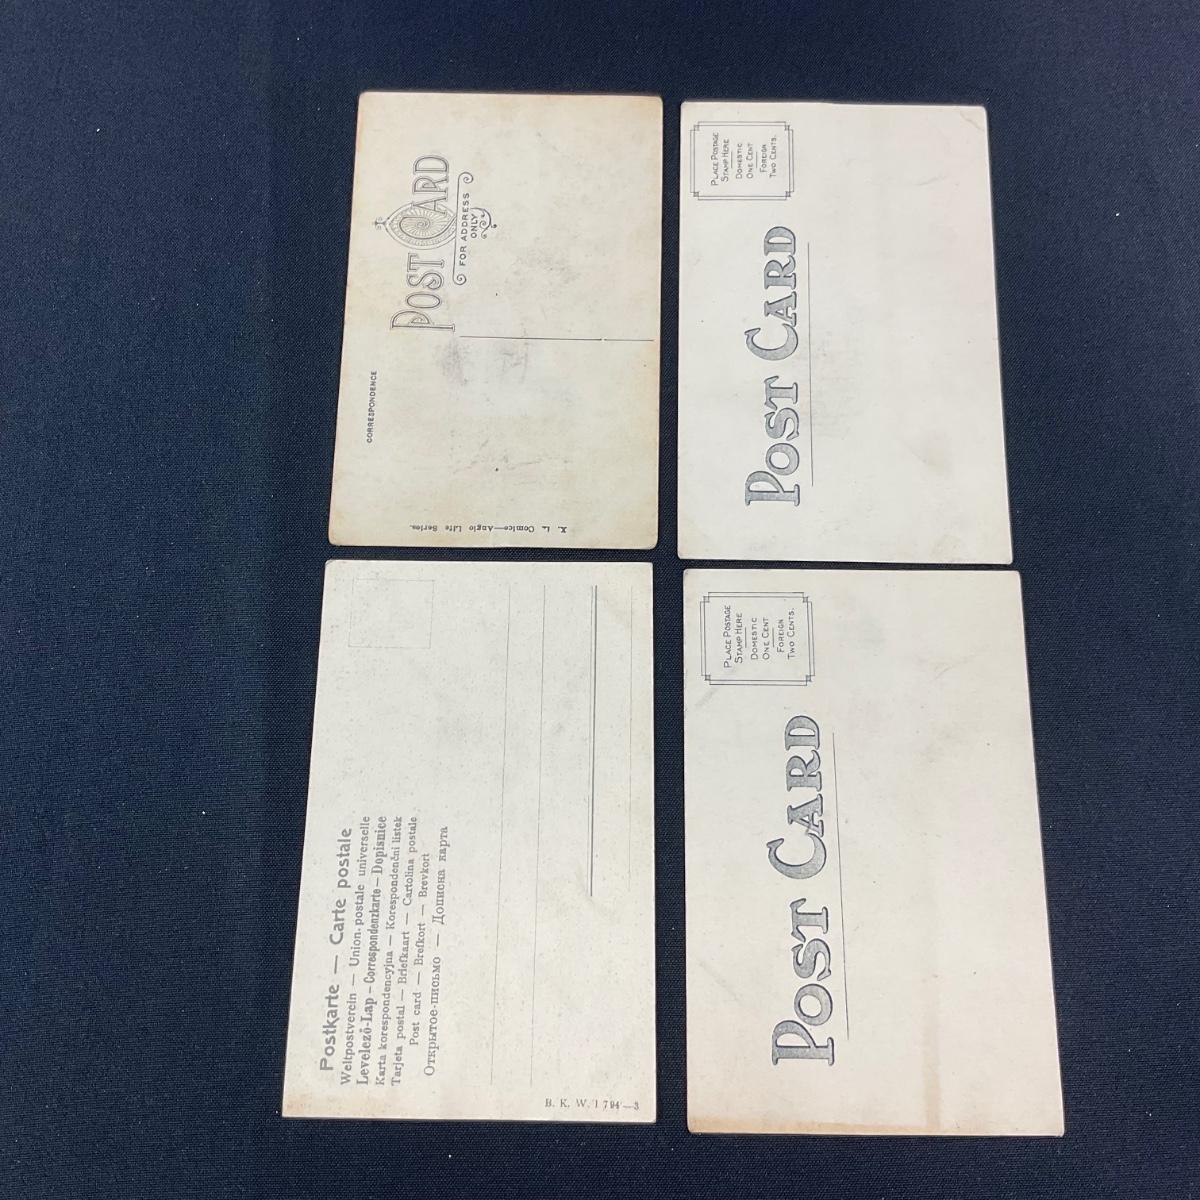 POST CARD
FOR ADDRESS
ONLY
CORRESPONDENCE
X. L. Comics—Anglo Life Series.
PLACE POSTAGE
STAMP HERE
DOMESTIC
ONE CENT
FOREIGN
TWO CENTS.
POST CARD
Postkarte — Carte postale
Weltpostverein — Union postale universelle
Levelező-Lap – Correspondenzkarte – Dopisnice
Karta korespondencyjna — Korespondenční lístek
Tarjeta postal — Briefkaart — Cartolina postale
Post card — Brefkort — Brevkort
Открытое-письмо — Дописна карта
B. K. W. I 794—3
PLACE POSTAGE
STAMP HERE
DOMESTIC
ONE CENT
FOREIGN
TWO CENTS.
POST CARD